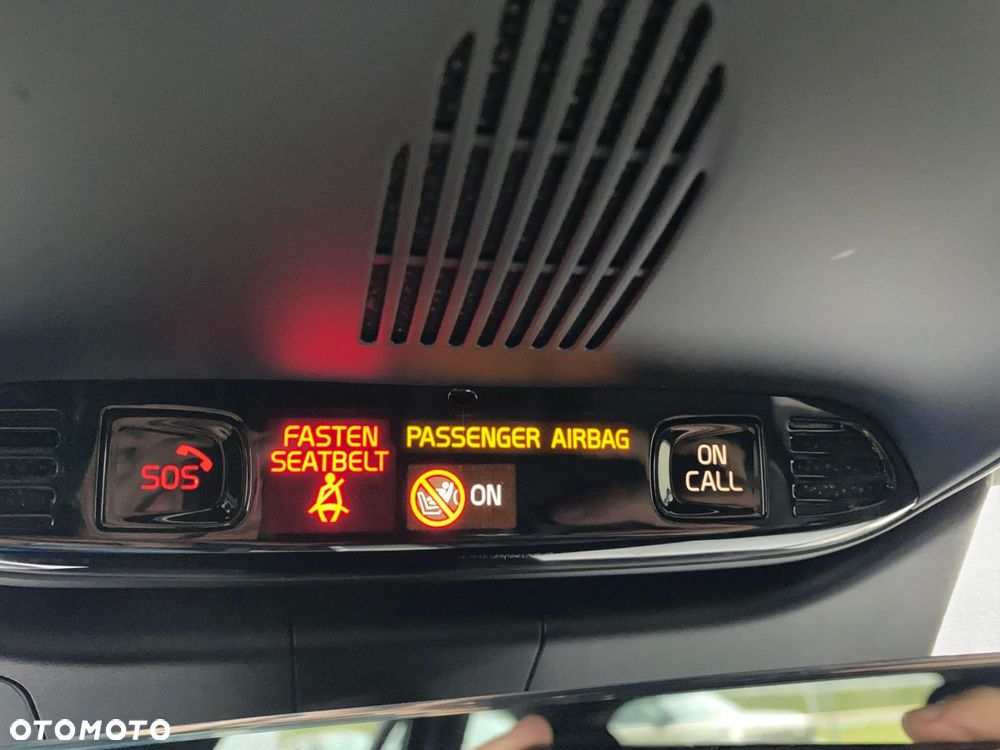 SOS
FASTEN
SEATBELT
PASSENGER AIRBAG
ON
ON
CALL
OTOMOTO